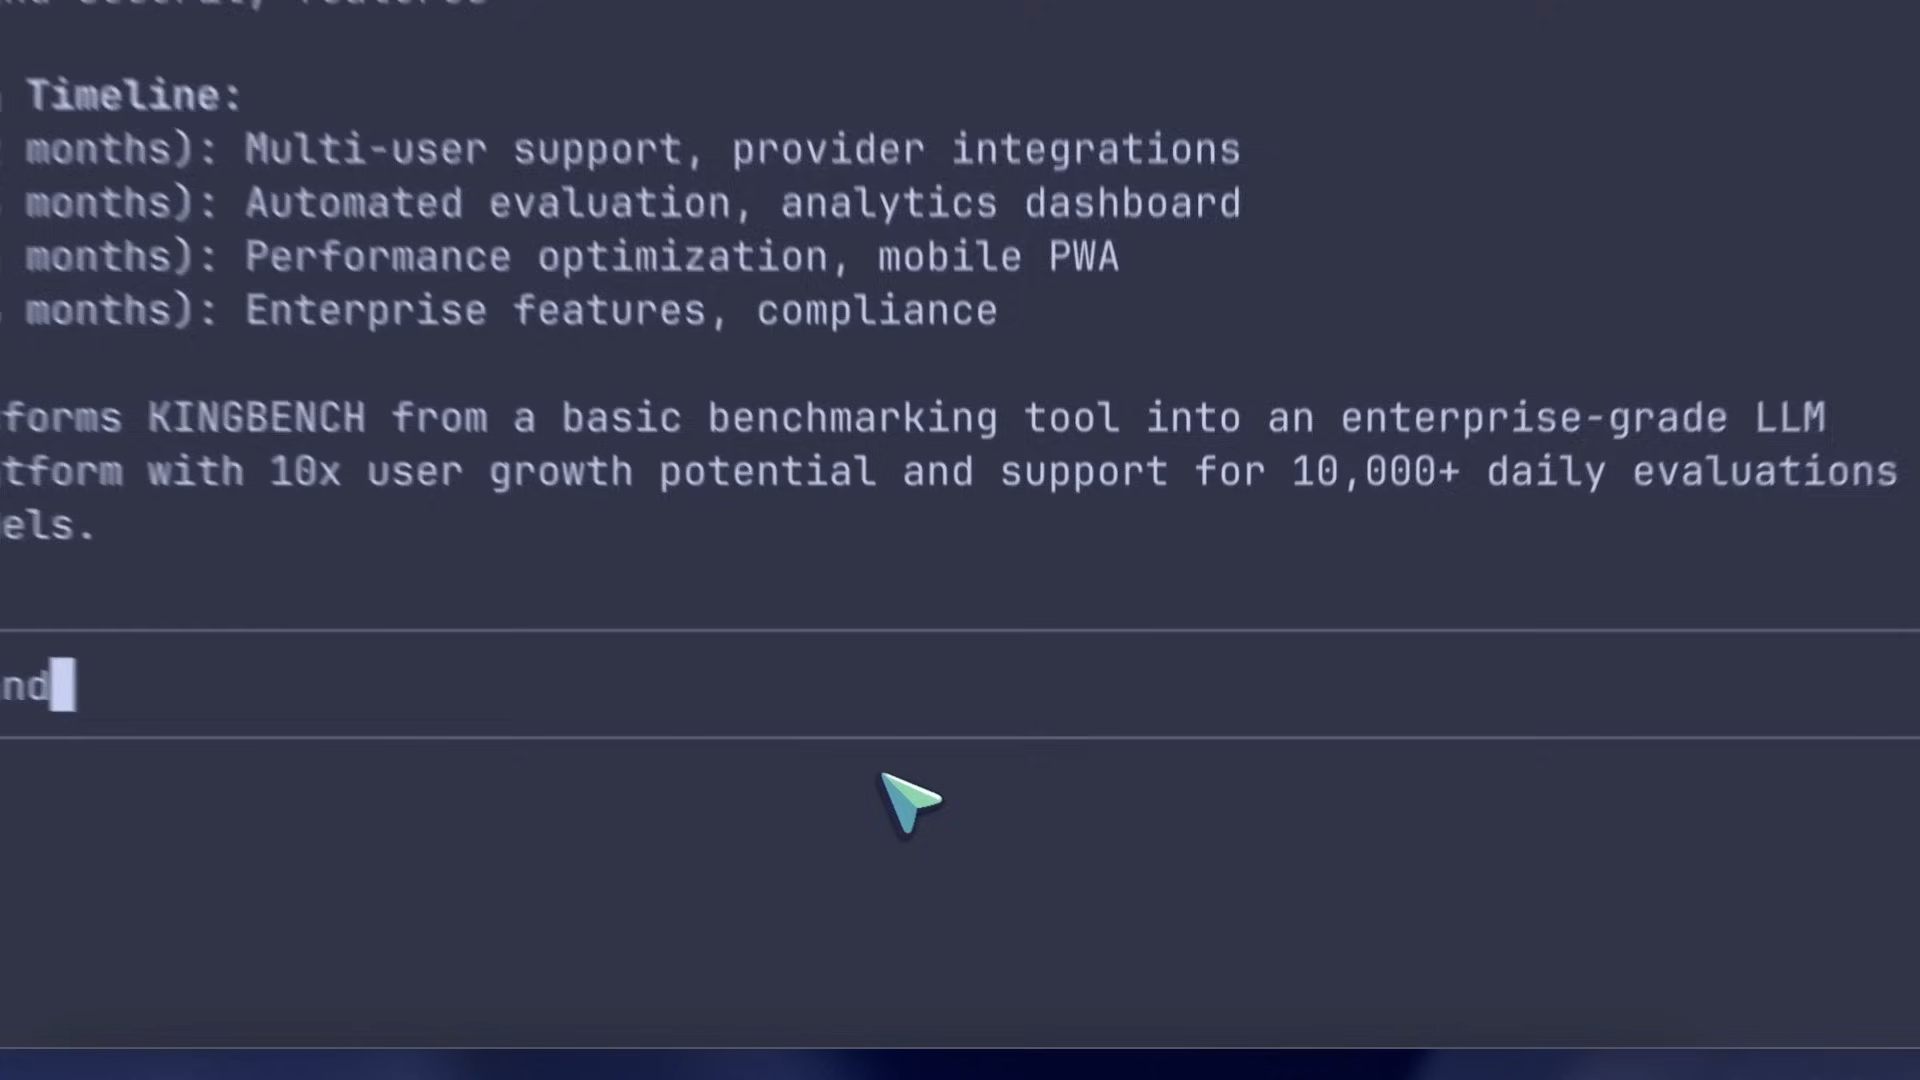 Timeline:
months): Multi-user support, provider integrations
months): Automated evaluation, analytics dashboard
months): Performance optimization, mobile PWA
months): Enterprise features, compliance
forms KINGBENCH from a basic benchmarking tool into an enterprise-grade LLM
tform with 10x user growth potential and support for 10,000+ daily evaluations
els.
nd